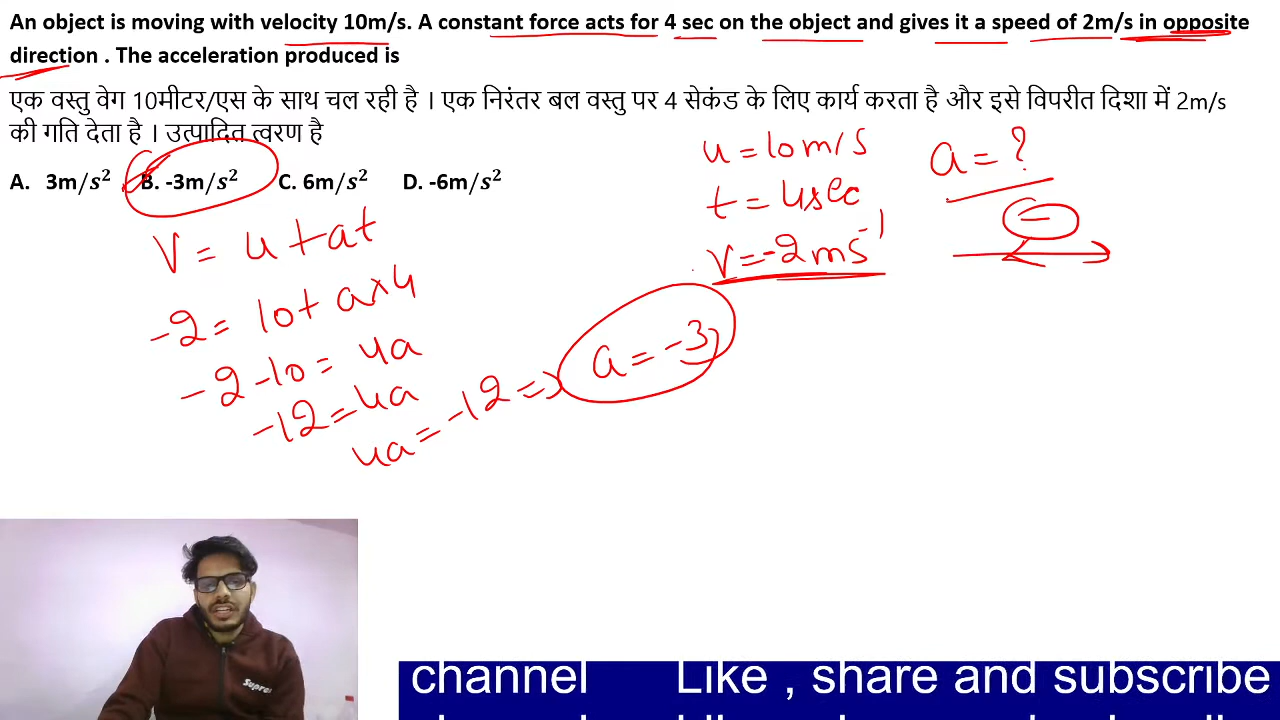 An object is moving with velocity 10m/s. A constant force acts for 4 sec on the object and gives it a speed of 2m/s in opposite
direction . The acceleration produced is
एक वस्तु वेग 10मीटर/एस के साथ चल रही है । एक निरंतर बल वस्तु पर 4 सेकंड के लिए कार्य करता है और इसे विपरीत दिशा में 2m/s
की गति देता है । उत्पादित त्वरण है
A. 3m/s² B. -3m/s² C. 6m/s² D. -6m/s²
u = 10 m/s
a = ?
t = 4sec
v = -2 ms⁻¹
−
v = u + at
-2 = 10 + a×4
-2-10 = 4a
-12 = 4a
4a = -12 => a = -3
Supre
channel Like , share and subscribe